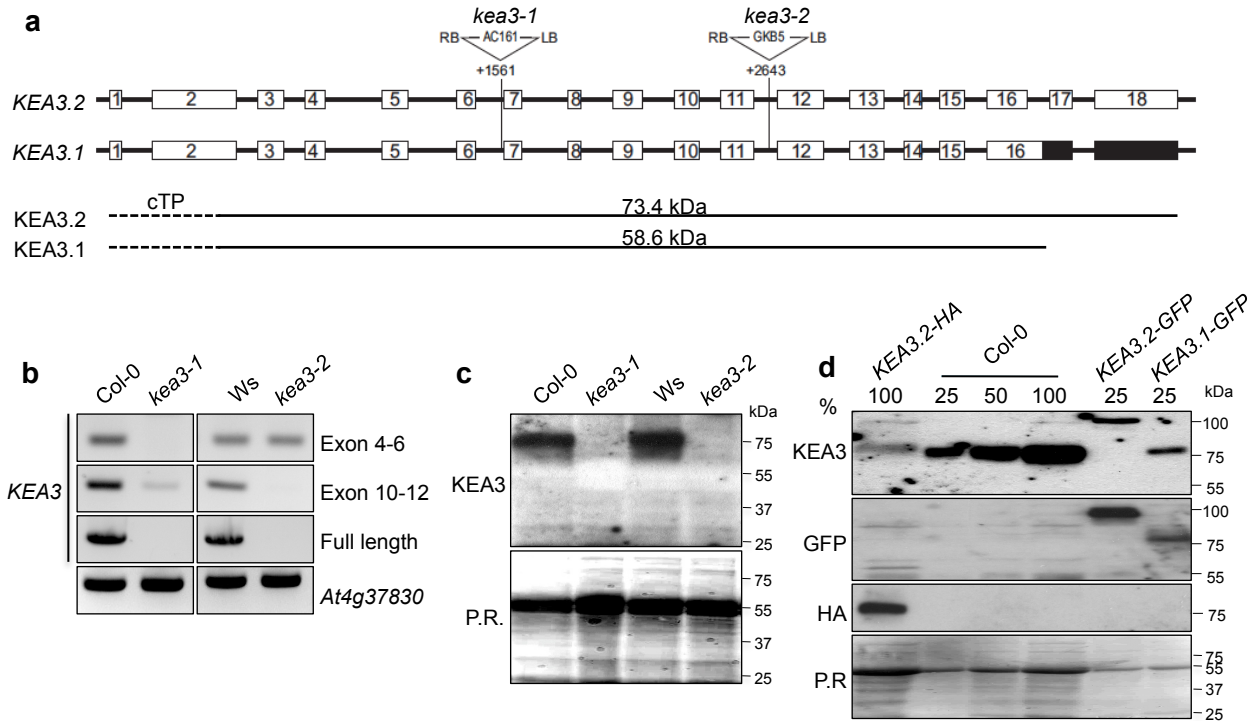 a
kea3-1 kea3-2
RB AC161 LB RB GKB5 LB
+1561 +2643
KEA3.2 1 2 3 4 5 6 7 8 9 10 11 12 13 14 15 16 17 18
KEA3.1 1 2 3 4 5 6 7 8 9 10 11 12 13 14 15 16
cTP
KEA3.2 73.4 kDa
KEA3.1 58.6 kDa
b
Col-0 kea3-1 Ws kea3-2
KEA3
Exon 4-6
Exon 10-12
Full length
At4g37830
c
Col-0 kea3-1 Ws kea3-2
kDa
KEA3
75
55
37
25
P.R.
75
55
37
25
d
KEA3.2-HA Col-0 KEA3.2-GFP KEA3.1-GFP
% 100 25 50 100 25 25 kDa
KEA3
100
75
55
GFP
100
75
55
HA
75
P.R
75
55
37
25